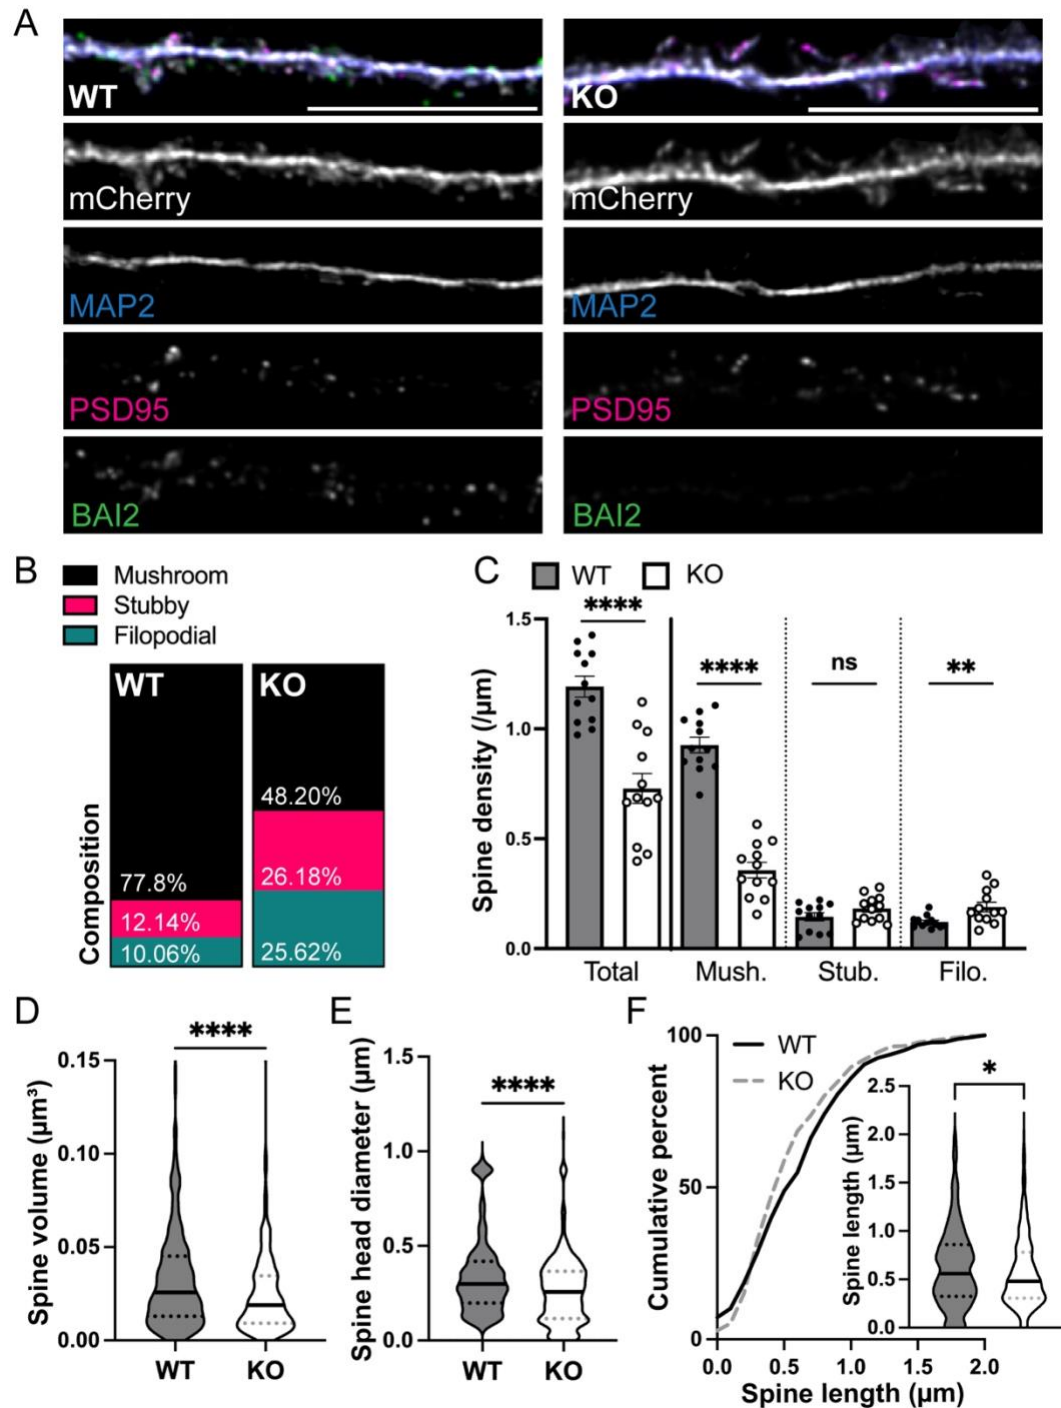 A
WT
KO
mCherry
mCherry
MAP2
MAP2
PSD95
PSD95
BAI2
BAI2
B
Mushroom
Stubby
Filopodial
Composition
WT
KO
77.8%
12.14%
10.06%
48.20%
26.18%
25.62%
C
WT
KO
Spine density (/μm)
1.5
1.0
0.5
0.0
****
****
ns
**
Total
Mush.
Stub.
Filo.
D
****
Spine volume (μm³)
0.15
0.10
0.05
0.00
WT
KO
E
****
Spine head diameter (μm)
1.5
1.0
0.5
0.0
WT
KO
F
WT
KO
Cumulative percent
100
50
0
0.0
0.5
1.0
1.5
2.0
Spine length (μm)
*
Spine length (μm)
2.5
2.0
1.5
1.0
0.5
0.0